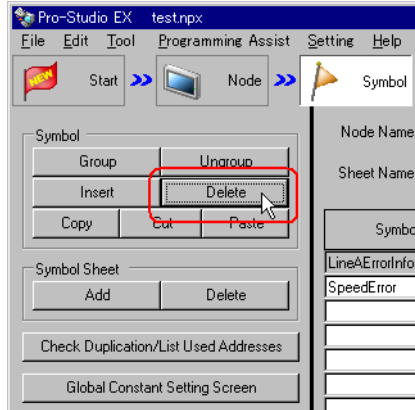 Pro-Studio EX test.npx
File Edit Tool Programming Assist Setting Help
NEW Start Node Symbol
Symbol
Group Ungroup
Insert Delete
Copy Cut Paste
Symbol Sheet
Add Delete
Check Duplication/List Used Addresses
Global Constant Setting Screen
Node Name
Sheet Name
Symbo
LineAErrorInfo
SpeedError